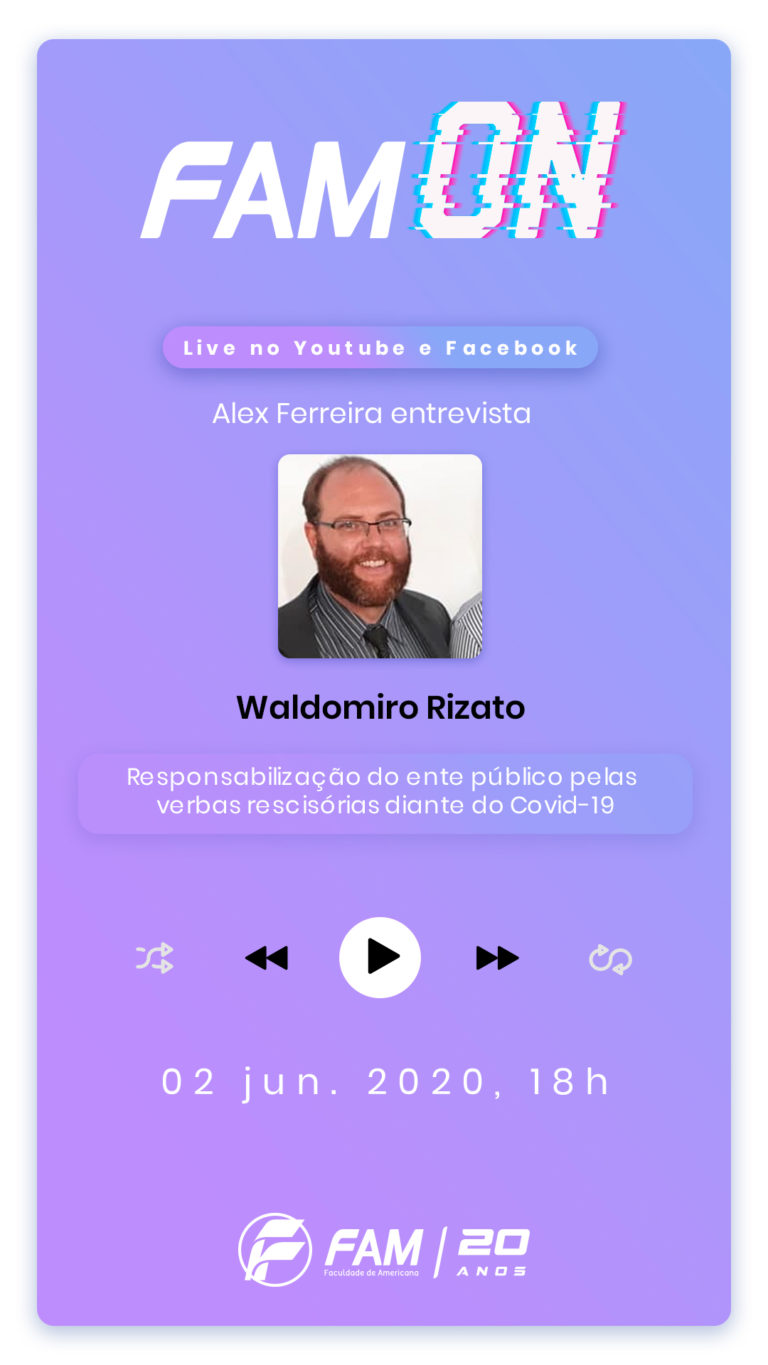 FAM ON
Live no Youtube e Facebook
Alex Ferreira entrevista
Waldomiro Rizato
Responsabilização do ente público pelas
verbas rescisórias diante do Covid-19
02 jun. 2020, 18h
FAM | 20
Faculdade de Americana ANOS